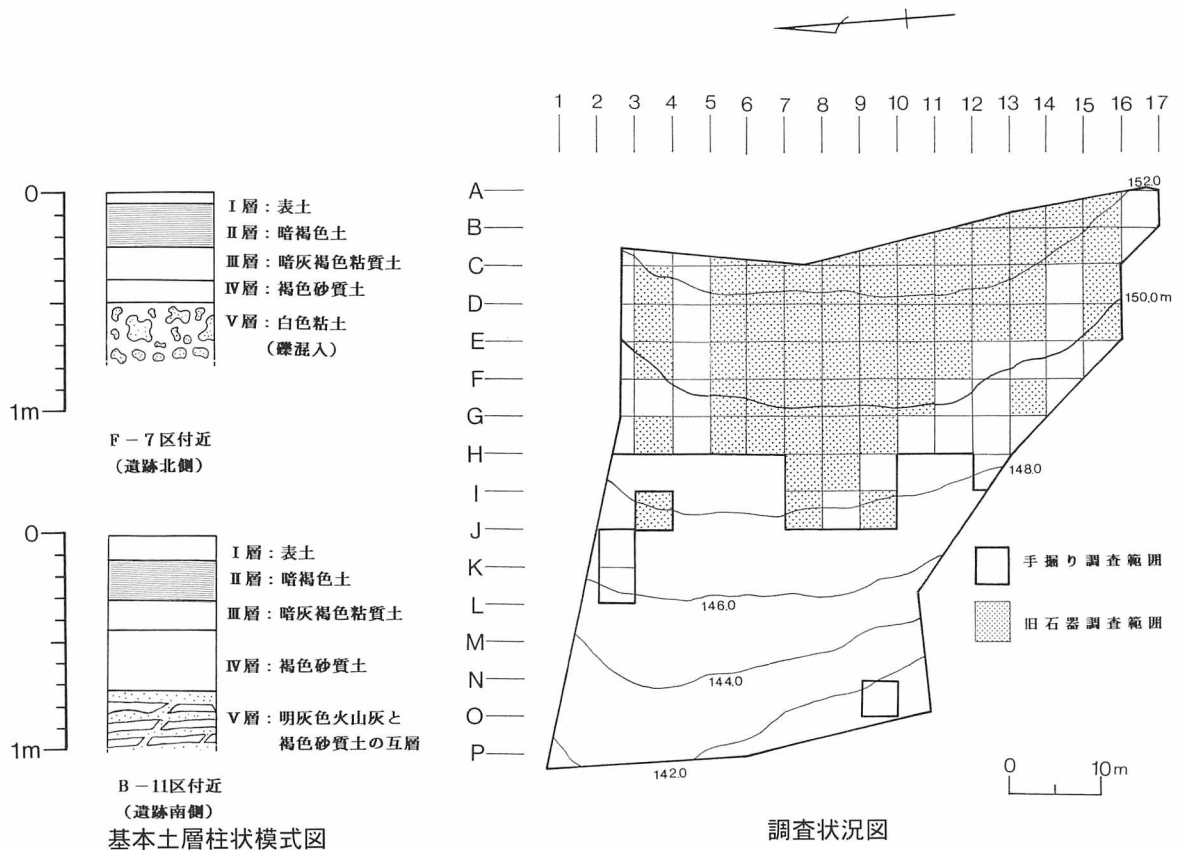 0
1m
I層：表土
II層：暗褐色土
III層：暗灰褐色粘質土
IV層：褐色砂質土
V層：白色粘土
（礫混入）
F－7区付近
（遺跡北側）
0
1m
I層：表土
II層：暗褐色土
III層：暗灰褐色粘質土
IV層：褐色砂質土
V層：明灰色火山灰と
褐色砂質土の互層
B－11区付近
（遺跡南側）
基本土層柱状模式図
1 2 3 4 5 6 7 8 9 10 11 12 13 14 15 16 17
A
B
C
D
E
F
G
H
I
J
K
L
M
N
O
P
152.0
150.0m
148.0
146.0
144.0
142.0
手掘り調査範囲
旧石器調査範囲
0 10m
調査状況図